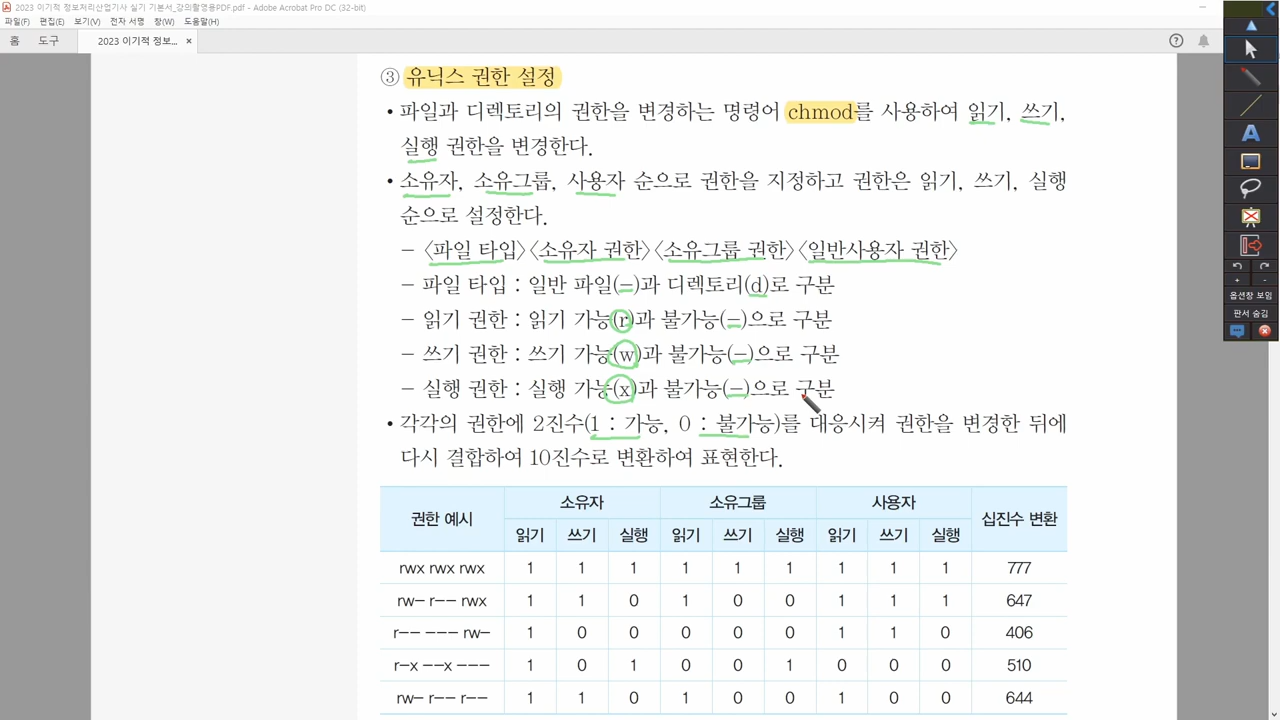 2023 이기적 정보처리산업기사 실기 기본서_강의촬영용PDF.pdf - Adobe Acrobat Pro DC (32-bit)
파일(F) 편집(E) 보기(V) 전자 서명 창(W) 도움말(H)
홈 도구 2023 이기적 정보... ×
③ 유닉스 권한 설정
• 파일과 디렉토리의 권한을 변경하는 명령어 chmod를 사용하여 읽기, 쓰기,
실행 권한을 변경한다.
• 소유자, 소유그룹, 사용자 순으로 권한을 지정하고 권한은 읽기, 쓰기, 실행
순으로 설정한다.
- 〈파일 타입〉〈소유자 권한〉〈소유그룹 권한〉〈일반사용자 권한〉
- 파일 타입 : 일반 파일(-)과 디렉토리(d)로 구분
- 읽기 권한 : 읽기 가능(r)과 불가능(-)으로 구분
- 쓰기 권한 : 쓰기 가능(w)과 불가능(-)으로 구분
- 실행 권한 : 실행 가능(x)과 불가능(-)으로 구분
• 각각의 권한에 2진수(1 : 가능, 0 : 불가능)를 대응시켜 권한을 변경한 뒤에
다시 결합하여 10진수로 변환하여 표현한다.
권한 예시 소유자 소유그룹 사용자 십진수 변환
읽기 쓰기 실행 읽기 쓰기 실행 읽기 쓰기 실행
rwx rwx rwx 1 1 1 1 1 1 1 1 1 777
rw- r-- rwx 1 1 0 1 0 0 1 1 1 647
r-- --- rw- 1 0 0 0 0 0 1 1 0 406
r-x --x --- 1 0 1 0 0 1 0 0 0 510
rw- r-- r-- 1 1 0 1 0 0 1 0 0 644
A
- +
옵션창 보임
판서 숨김